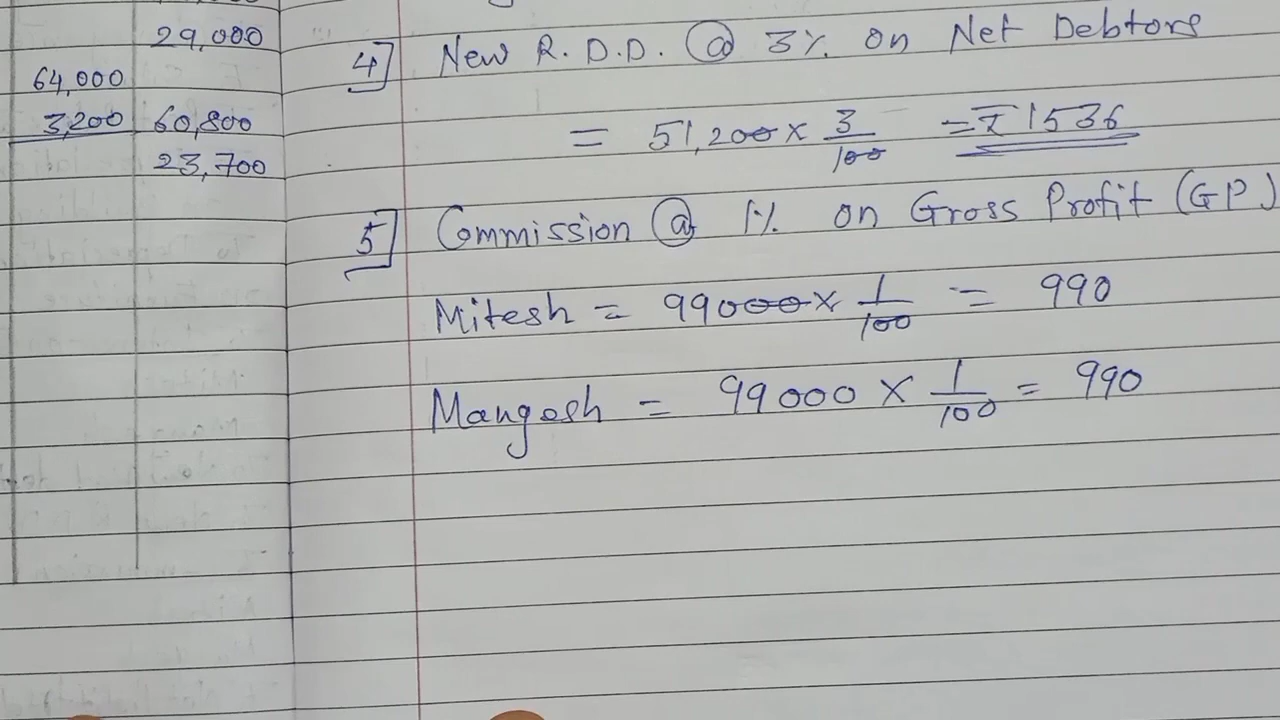 29,000
64,000
3,200 60,800
23,700
4] New R.D.D. @ 3% on Net Debtors
= 51,200 x 3/100 = ₹1536
5] Commission @ 1% on Gross Profit (GP)
Mitesh = 99000 x 1/100 = 990
Mangesh = 99000 x 1/100 = 990